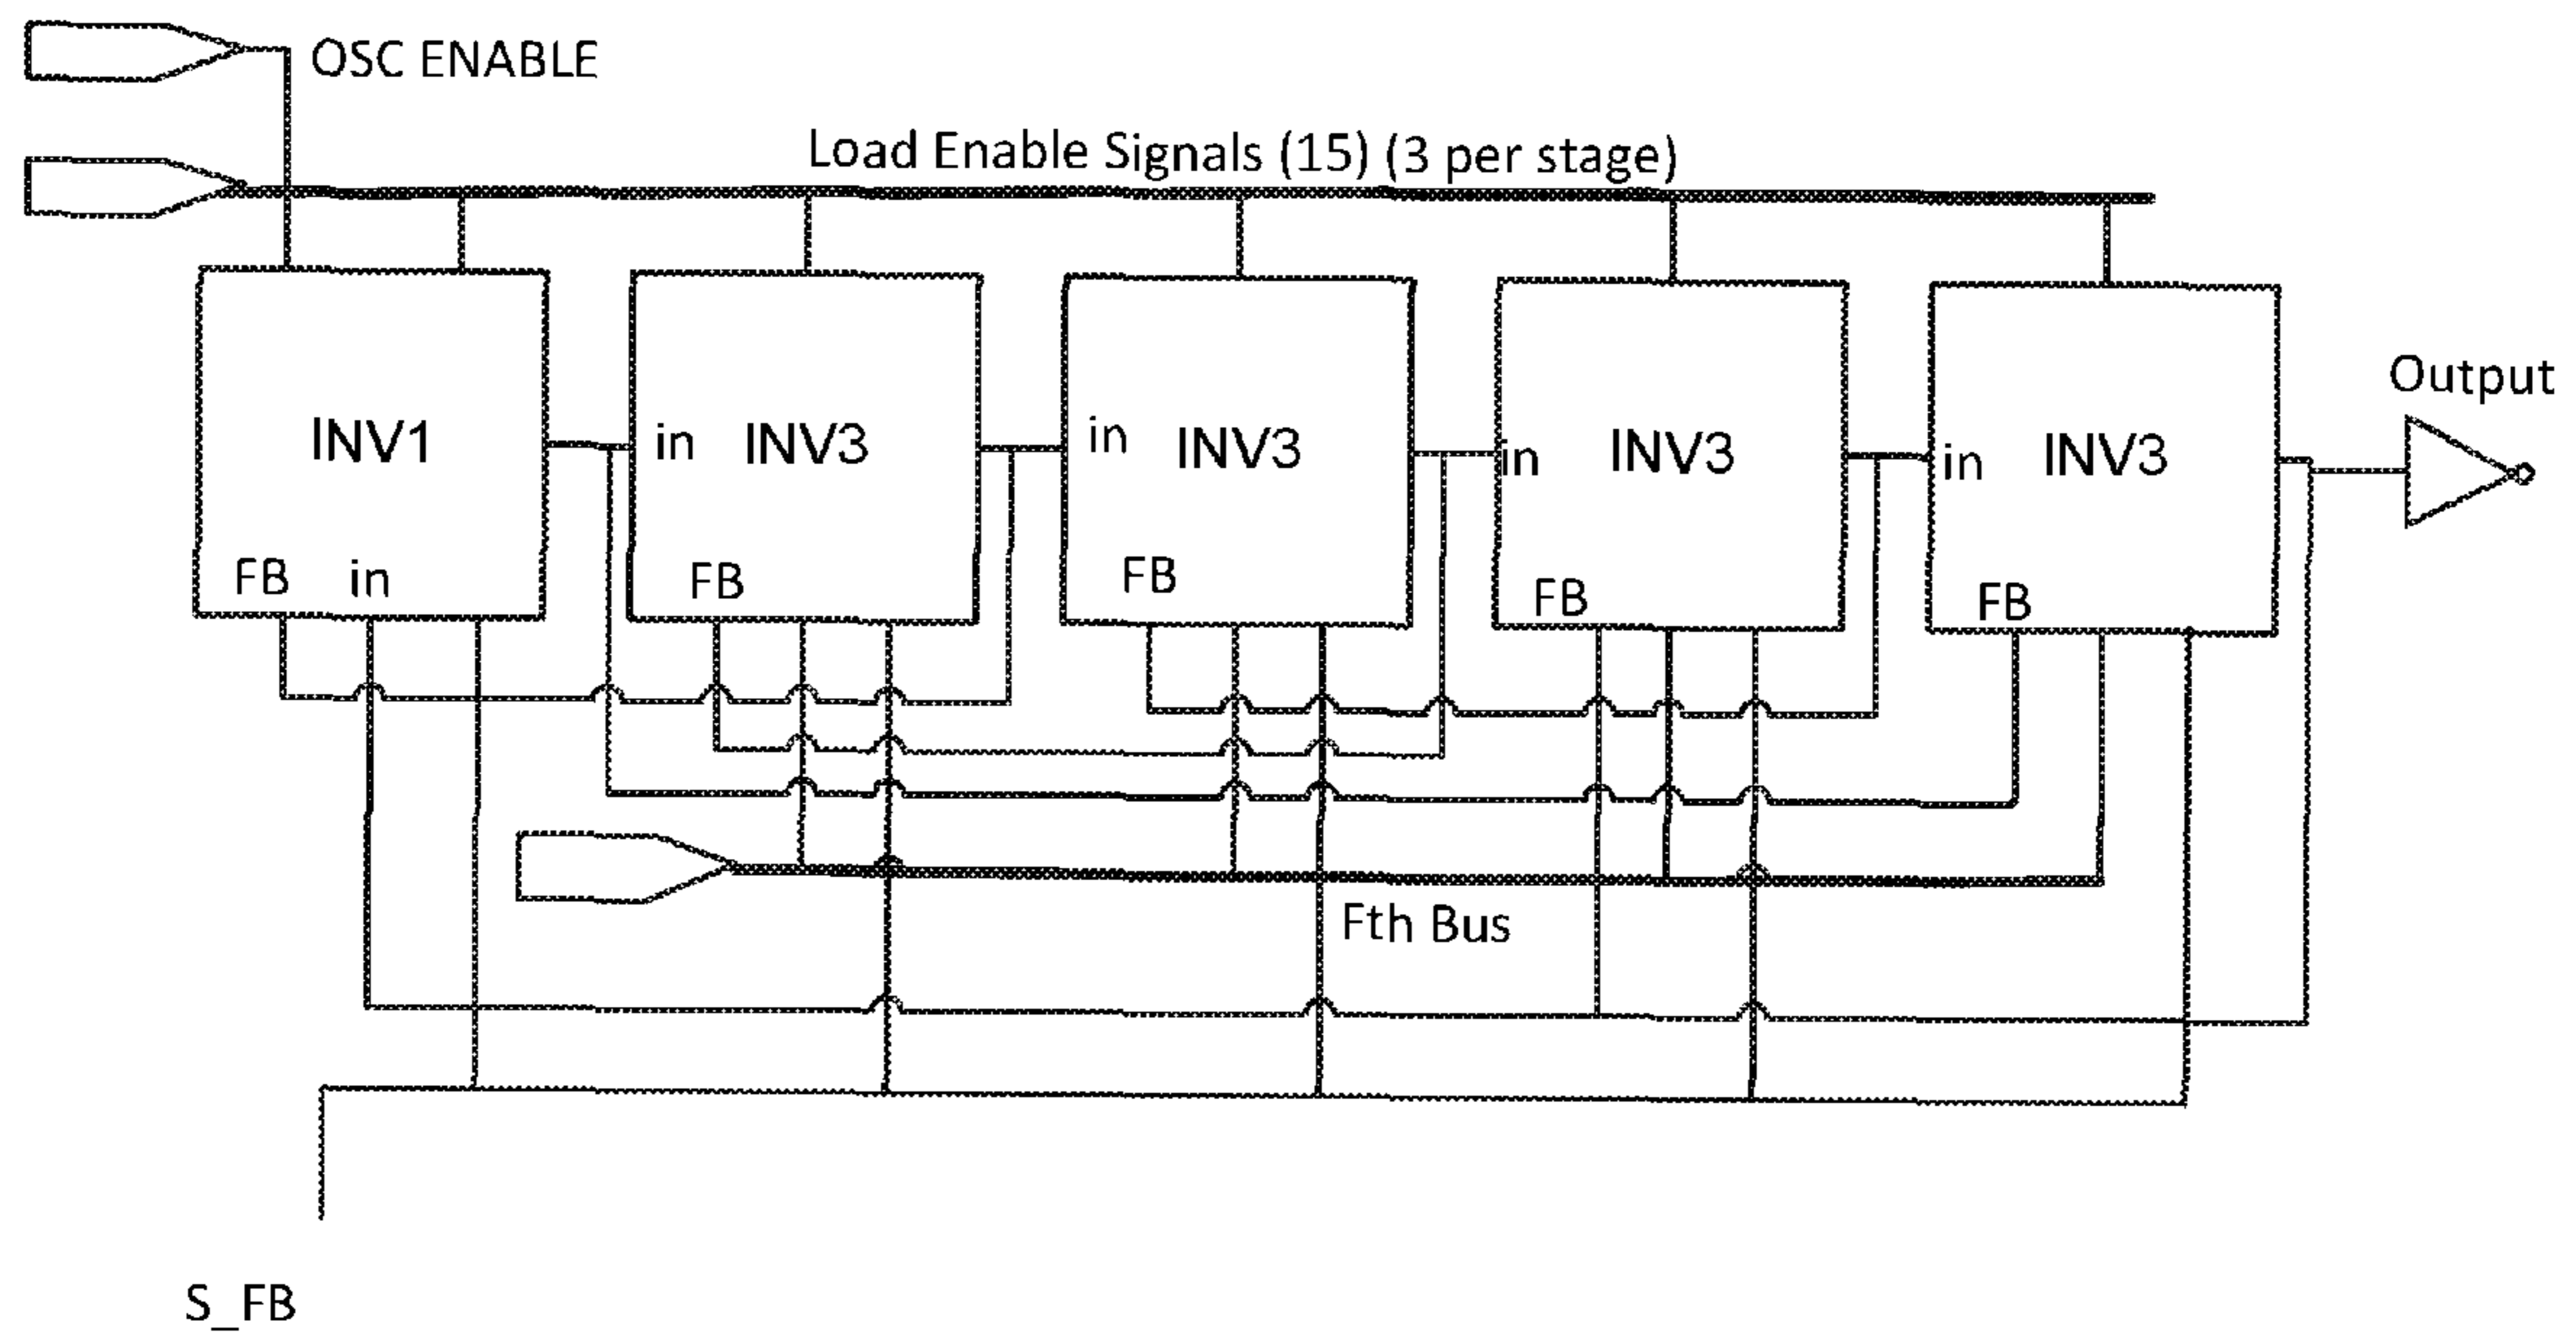 OSC ENABLE
Load Enable Signals (15) (3 per stage)
Output
INV1
in
INV3
in
INV3
in
INV3
in
INV3
FB
in
FB
FB
FB
FB
Fth Bus
S_FB